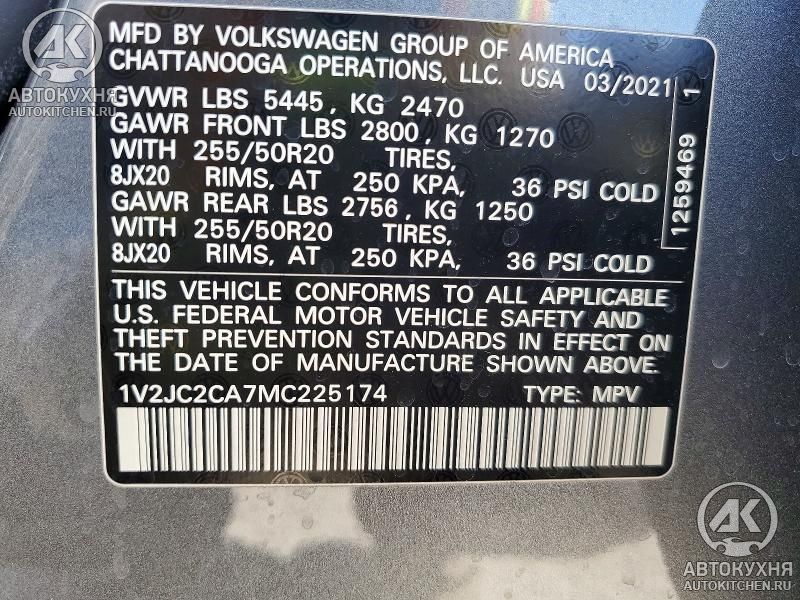 AK
АВТОКУХНЯ
AUTOKITCHEN.RU
MFD BY VOLKSWAGEN GROUP OF AMERICA
CHATTANOOGA OPERATIONS, LLC. USA 03/2021
GVWR LBS 5445, KG 2470
GAWR FRONT LBS 2800, KG 1270
WITH 255/50R20 TIRES,
8JX20 RIMS, AT 250 KPA, 36 PSI COLD
GAWR REAR LBS 2756, KG 1250
WITH 255/50R20 TIRES,
8JX20 RIMS, AT 250 KPA, 36 PSI COLD
1259469 1
THIS VEHICLE CONFORMS TO ALL APPLICABLE
U.S. FEDERAL MOTOR VEHICLE SAFETY AND
THEFT PREVENTION STANDARDS IN EFFECT ON
THE DATE OF MANUFACTURE SHOWN ABOVE.
1V2JC2CA7MC225174 TYPE: MPV
AK
АВТОКУХНЯ
AUTOKITCHEN.RU